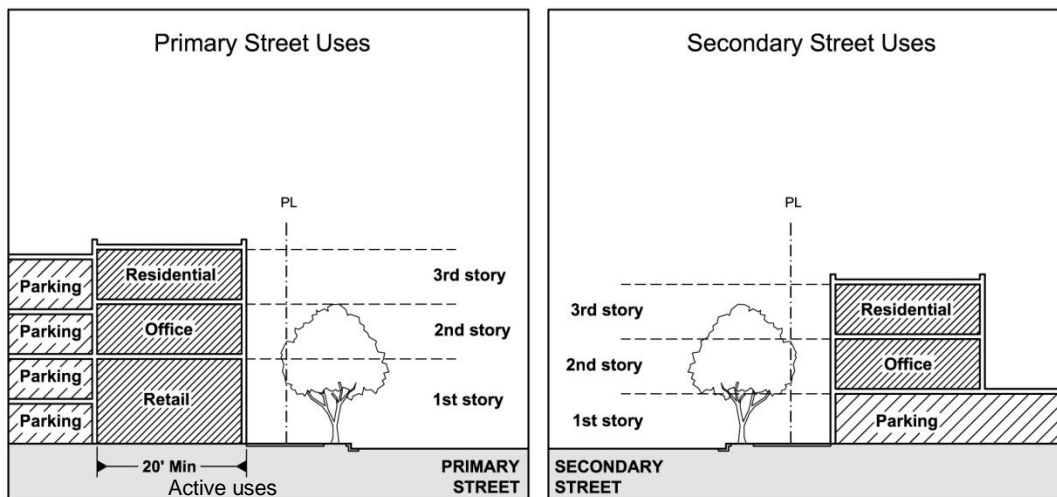 Primary Street Uses
PL
Residential
3rd story
Parking
Office
2nd story
Parking
Parking
Retail
1st story
Parking
20' Min
Active uses
PRIMARY
STREET
Secondary Street Uses
PL
3rd story
Residential
2nd story
Office
1st story
Parking
SECONDARY
STREET